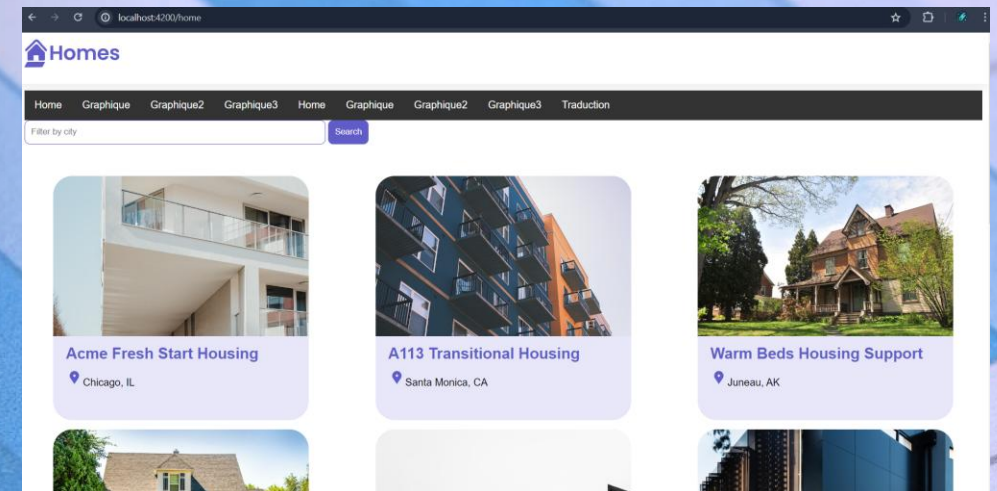 localhost:4200/home
Homes
Home Graphique Graphique2 Graphique3 Home Graphique Graphique2 Graphique3 Traduction
Filter by city Search
Acme Fresh Start Housing
Chicago, IL
A113 Transitional Housing
Santa Monica, CA
Warm Beds Housing Support
Juneau, AK